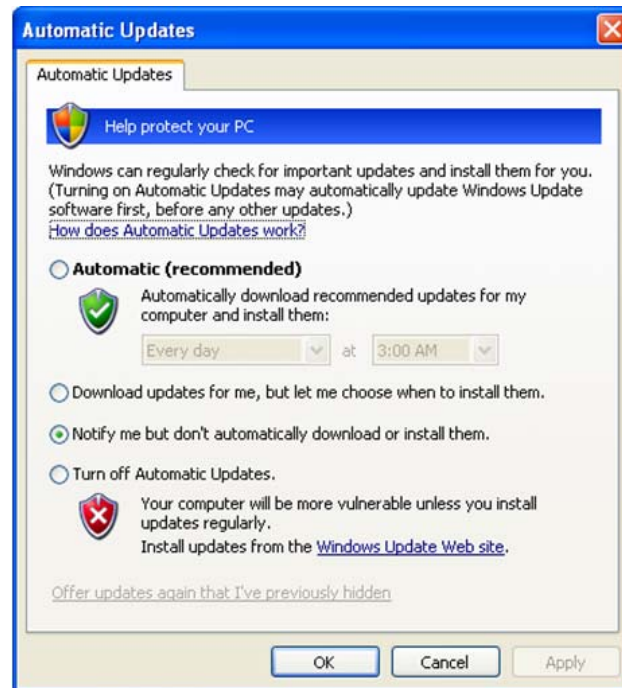 Automatic Updates
Automatic Updates
Help protect your PC
Windows can regularly check for important updates and install them for you.
(Turning on Automatic Updates may automatically update Windows Update
software first, before any other updates.)
How does Automatic Updates work?
Automatic (recommended)
Automatically download recommended updates for my
computer and install them:
Every day at 3:00 AM
Download updates for me, but let me choose when to install them.
Notify me but don't automatically download or install them.
Turn off Automatic Updates.
Your computer will be more vulnerable unless you install
updates regularly.
Install updates from the Windows Update Web site.
Offer updates again that I've previously hidden
OK Cancel Apply